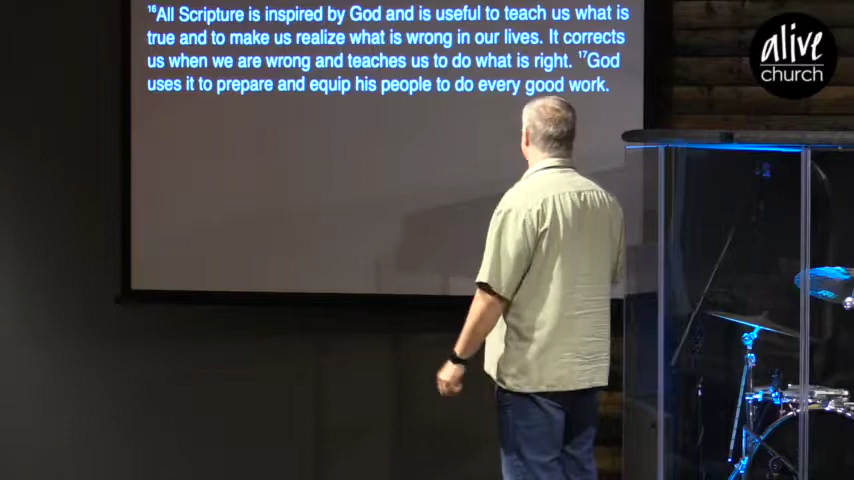 ¹⁶All Scripture is inspired by God and is useful to teach us what is
true and to make us realize what is wrong in our lives. It corrects
us when we are wrong and teaches us to do what is right. ¹⁷God
uses it to prepare and equip his people to do every good work.
alive
church